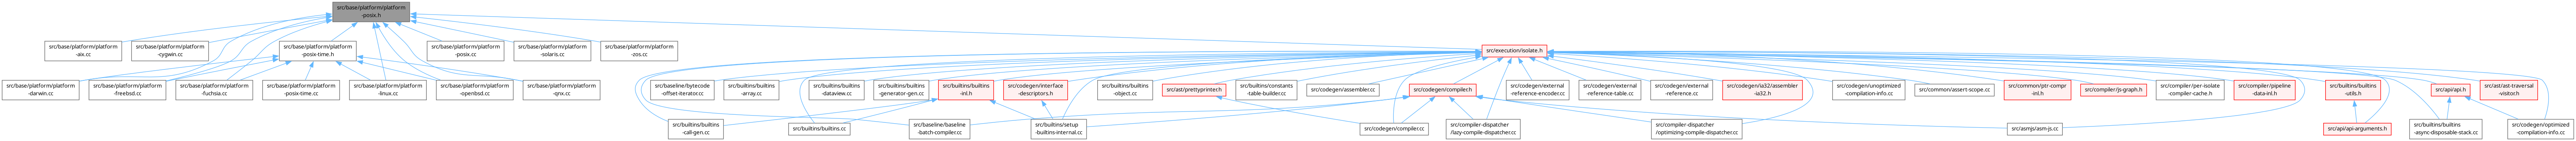 src/base/platform/platform
-posix.h
src/base/platform/platform
-aix.cc
src/base/platform/platform
-cygwin.cc
src/base/platform/platform
-posix-time.h
src/base/platform/platform
-posix.cc
src/base/platform/platform
-solaris.cc
src/base/platform/platform
-zos.cc
src/execution/isolate.h
src/base/platform/platform
-darwin.cc
src/base/platform/platform
-freebsd.cc
src/base/platform/platform
-fuchsia.cc
src/base/platform/platform
-posix-time.cc
src/base/platform/platform
-linux.cc
src/base/platform/platform
-openbsd.cc
src/base/platform/platform
-qnx.cc
src/baseline/bytecode
-offset-iterator.cc
src/builtins/builtins
-array.cc
src/builtins/builtins
-dataview.cc
src/builtins/builtins
-generator-gen.cc
src/builtins/builtins
-inl.h
src/codegen/interface
-descriptors.h
src/builtins/builtins
-object.cc
src/ast/prettyprinter.h
src/builtins/constants
-table-builder.cc
src/codegen/assembler.cc
src/codegen/compiler.h
src/codegen/external
-reference-encoder.cc
src/codegen/external
-reference-table.cc
src/codegen/external
-reference.cc
src/codegen/ia32/assembler
-ia32.h
src/codegen/unoptimized
-compilation-info.cc
src/common/assert-scope.cc
src/common/ptr-compr
-inl.h
src/compiler/js-graph.h
src/compiler/per-isolate
-compiler-cache.h
src/compiler/pipeline
-data-inl.h
src/builtins/builtins
-utils.h
src/api/api.h
src/ast/ast-traversal
-visitor.h
src/builtins/builtins
-call-gen.cc
src/builtins/builtins.cc
src/baseline/baseline
-batch-compiler.cc
src/builtins/setup
-builtins-internal.cc
src/codegen/compiler.cc
src/compiler-dispatcher
/lazy-compile-dispatcher.cc
src/compiler-dispatcher
/optimizing-compile-dispatcher.cc
src/asmjs/asm-js.cc
src/api/api-arguments.h
src/builtins/builtins
-async-disposable-stack.cc
src/codegen/optimized
-compilation-info.cc